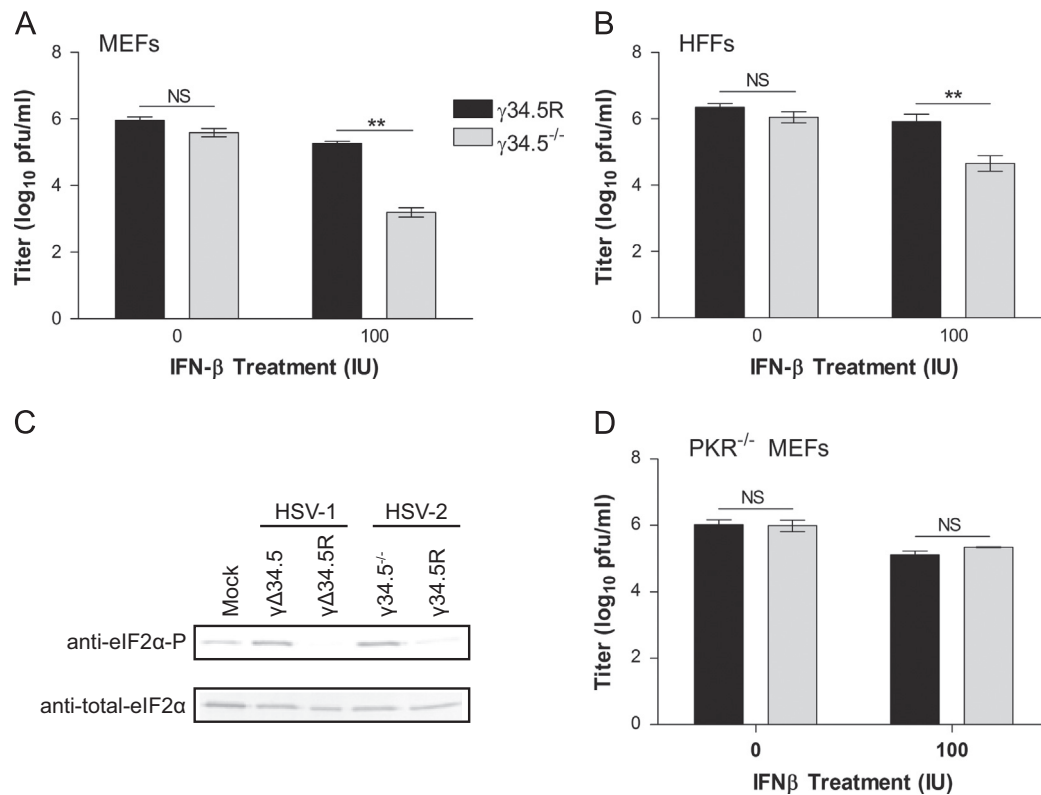 A
MEFs
Titer (log10 pfu/ml)
8
6
4
2
0
NS
**
0
100
IFN-β Treatment (IU)
γ34.5R
γ34.5-/-
B
HFFs
Titer (log10 pfu/ml)
8
6
4
2
0
NS
**
0
100
IFN-β Treatment (IU)
C
HSV-1
HSV-2
Mock
γΔ34.5
γΔ34.5R
γ34.5-/-
γ34.5R
anti-eIF2α-P
anti-total-eIF2α
D
PKR-/- MEFs
Titer (log10 pfu/ml)
8
6
4
2
0
NS
NS
0
100
IFNβ Treatment (IU)